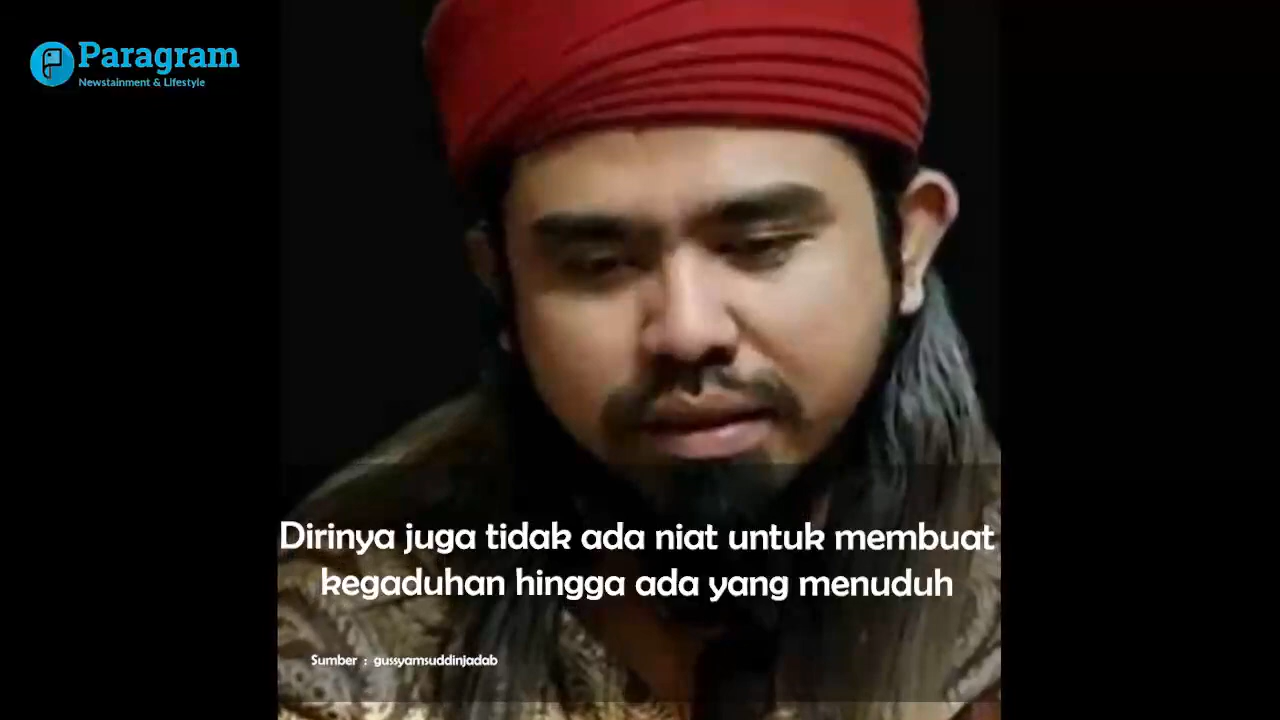 Paragram
Newstainment & Lifestyle
Dirinya juga tidak ada niat untuk membuat
kegaduhan hingga ada yang menuduh
Sumber : gussyamsuddinjadab